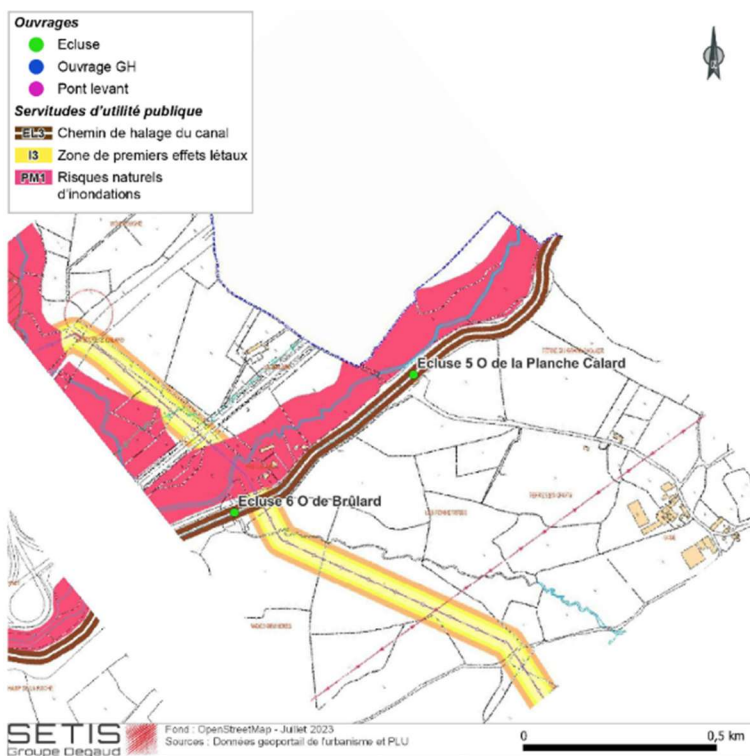 Ouvrages
Ecluse
Ouvrage GH
Pont levant
Servitudes d'utilité publique
EL3 Chemin de halage du canal
I3 Zone de premiers effets létaux
PM1 Risques naturels
d'inondations
Ecluse 5 O de la Planche Calard
Ecluse 6 O de Brûlard
SETIS
Groupe Degaud
Fond : OpenStreetMap - Juillet 2023
Sources : Données géoportail de l'urbanisme et PLU
0
0,5 km